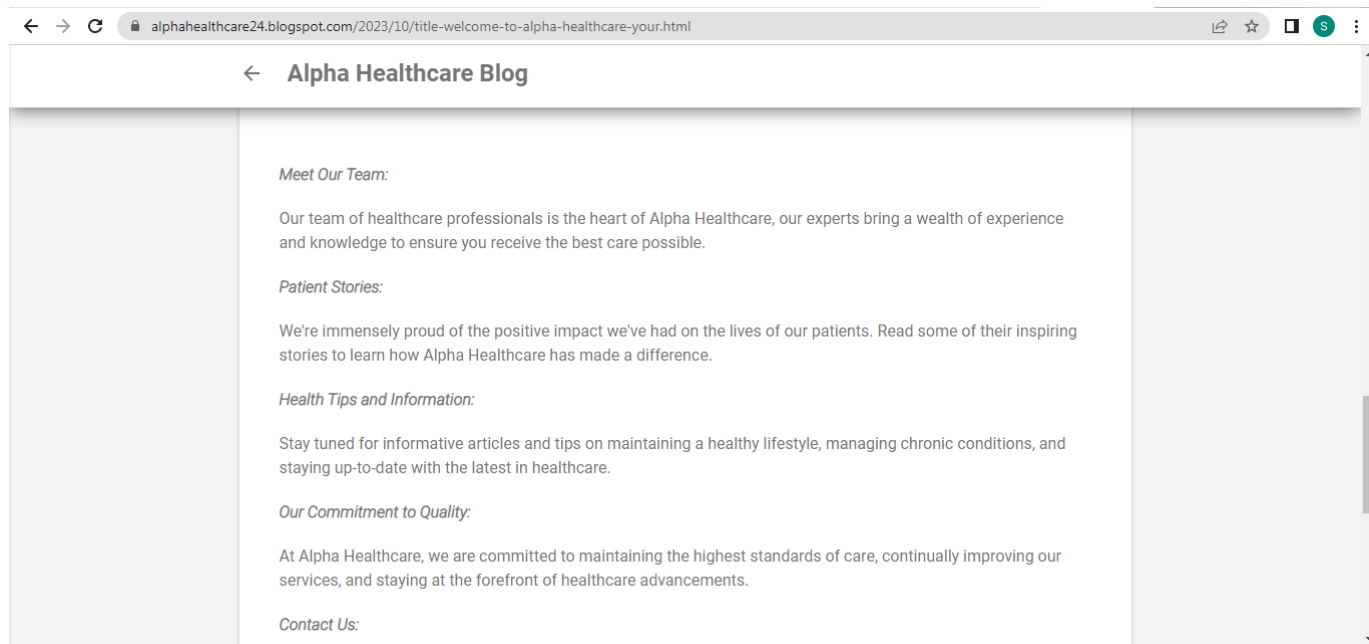 alphahealthcare24.blogspot.com/2023/10/title-welcome-to-alpha-healthcare-your.html
S
Alpha Healthcare Blog
Meet Our Team:
Our team of healthcare professionals is the heart of Alpha Healthcare, our experts bring a wealth of experience
and knowledge to ensure you receive the best care possible.
Patient Stories:
We're immensely proud of the positive impact we've had on the lives of our patients. Read some of their inspiring
stories to learn how Alpha Healthcare has made a difference.
Health Tips and Information:
Stay tuned for informative articles and tips on maintaining a healthy lifestyle, managing chronic conditions, and
staying up-to-date with the latest in healthcare.
Our Commitment to Quality:
At Alpha Healthcare, we are committed to maintaining the highest standards of care, continually improving our
services, and staying at the forefront of healthcare advancements.
Contact Us: